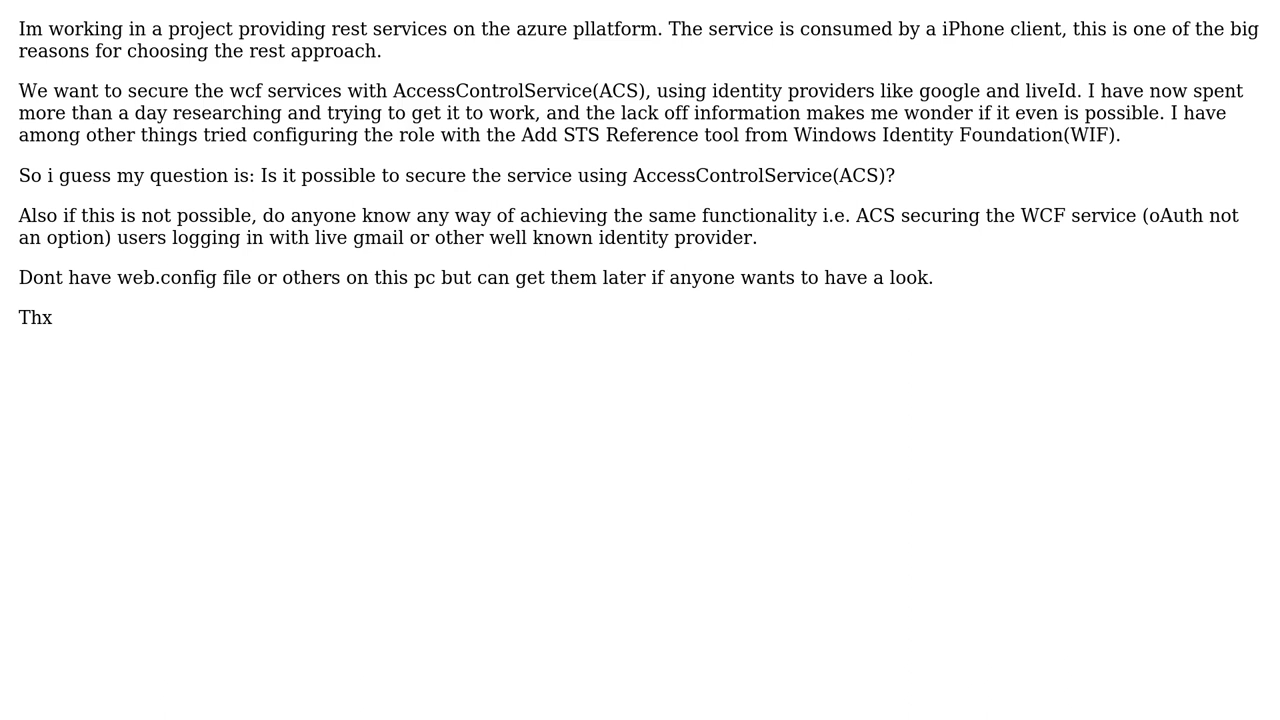 Im working in a project providing rest services on the azure pllatform. The service is consumed by a iPhone client, this is one of the big
reasons for choosing the rest approach.
We want to secure the wcf services with AccessControlService(ACS), using identity providers like google and liveId. I have now spent
more than a day researching and trying to get it to work, and the lack off information makes me wonder if it even is possible. I have
among other things tried configuring the role with the Add STS Reference tool from Windows Identity Foundation(WIF).
So i guess my question is: Is it possible to secure the service using AccessControlService(ACS)?
Also if this is not possible, do anyone know any way of achieving the same functionality i.e. ACS securing the WCF service (oAuth not
an option) users logging in with live gmail or other well known identity provider.
Dont have web.config file or others on this pc but can get them later if anyone wants to have a look.
Thx